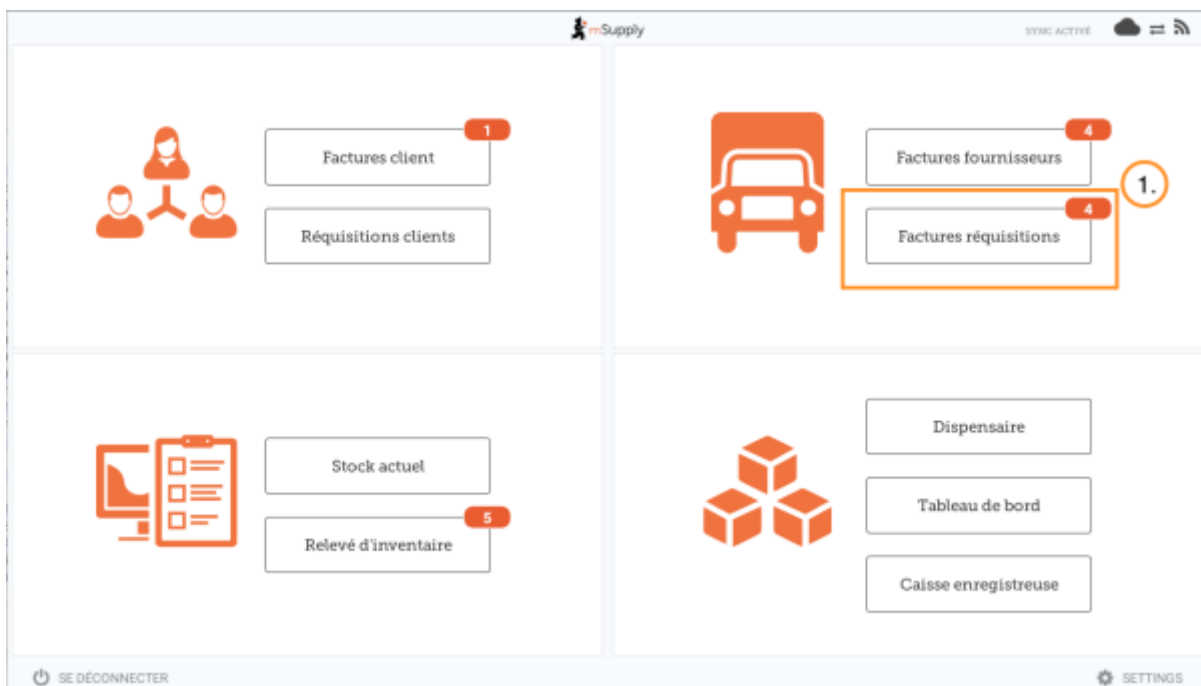 mSupply
SYNC ACTIVÉ
1
Factures client
Réquisitions clients
4
Factures fournisseurs
1.
4
Factures réquisitions
Stock actuel
5
Relevé d'inventaire
Dispensaire
Tableau de bord
Caisse enregistreuse
SE DÉCONNECTER
SETTINGS